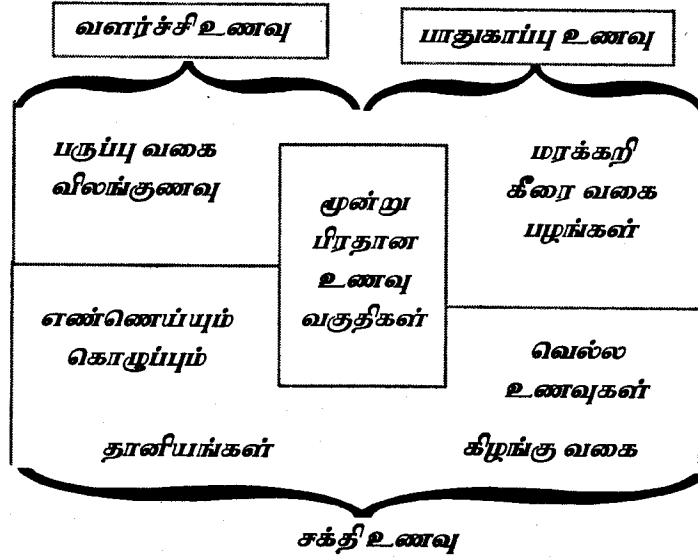 வளர்ச்சி உணவு
பாதுகாப்பு உணவு
பருப்பு வகை
விலங்குணவு
மூன்று
பிரதான
உணவு
வகுதிகள்
மரக்கறி
கீரை வகை
பழங்கள்
எண்ணெய்யும்
கொழுப்பும்
வெல்ல
உணவுகள்
தானியங்கள்
கிழங்கு வகை
சக்தி உணவு